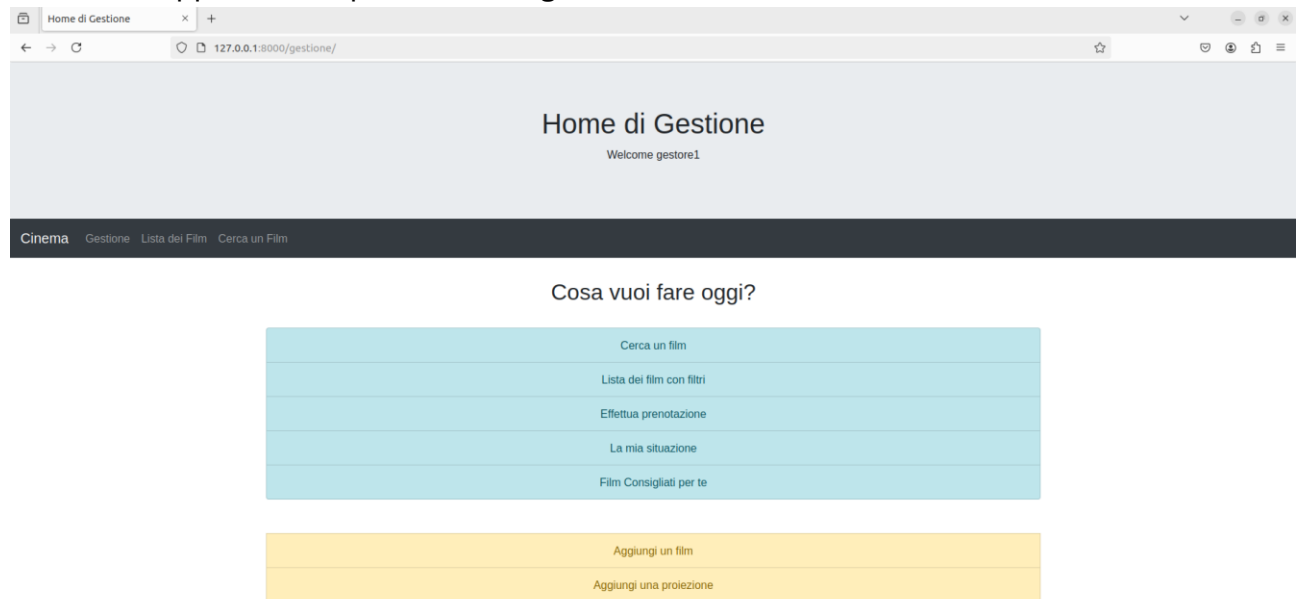 Home di Gestione
127.0.0.1:8000/gestione/
Home di Gestione
Welcome gestore1
Cinema Gestione Lista dei Film Cerca un Film
Cosa vuoi fare oggi?
Cerca un film
Lista dei film con filtri
Effettua prenotazione
La mia situazione
Film Consigliati per te
Aggiungi un film
Aggiungi una proiezione